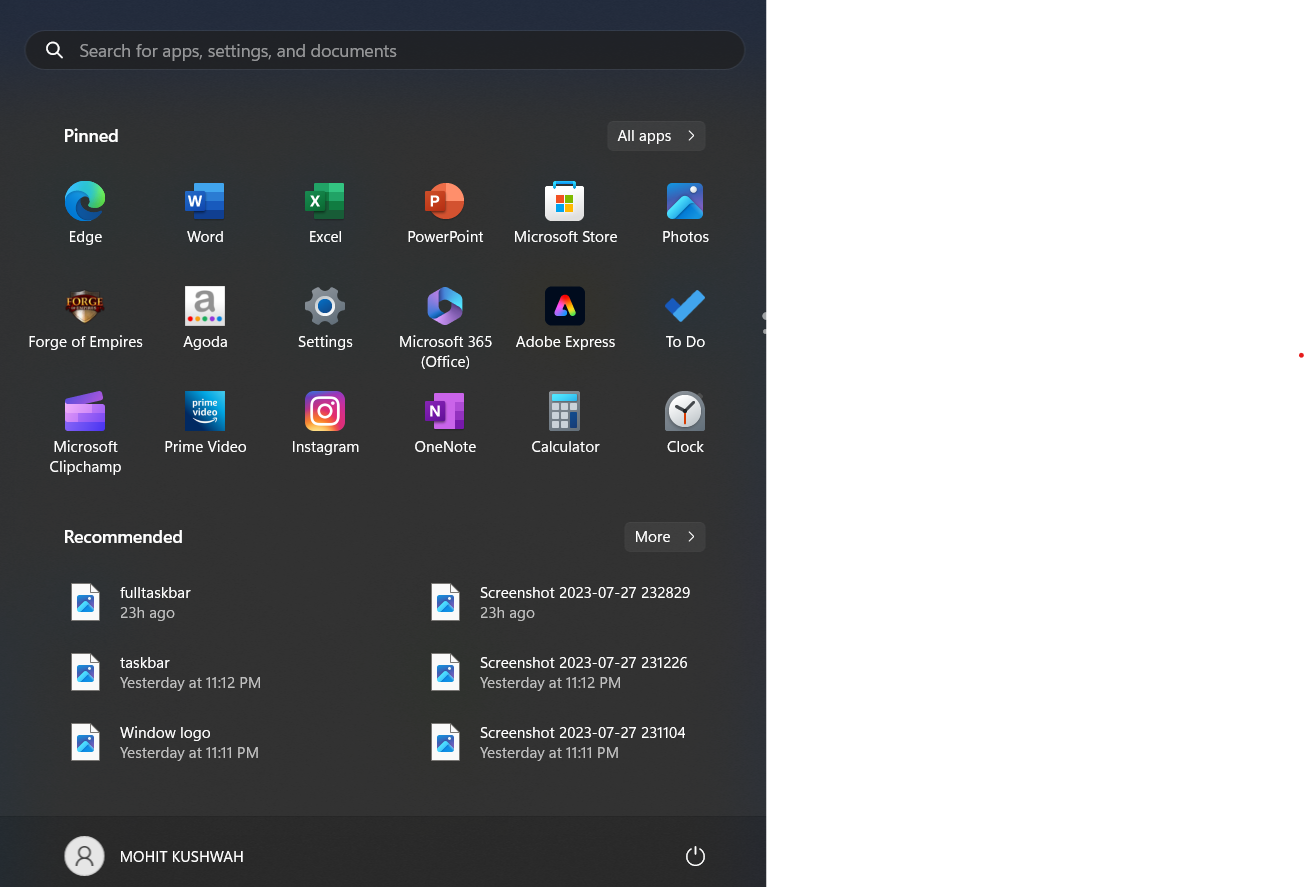 Search for apps, settings, and documents
Pinned
All apps
Edge
Word
Excel
PowerPoint
Microsoft Store
Photos
Forge of Empires
Agoda
Settings
Microsoft 365
(Office)
Adobe Express
To Do
Microsoft
Clipchamp
Prime Video
Instagram
OneNote
Calculator
Clock
Recommended
More
fulltaskbar
23h ago
Screenshot 2023-07-27 232829
23h ago
taskbar
Yesterday at 11:12 PM
Screenshot 2023-07-27 231226
Yesterday at 11:12 PM
Window logo
Yesterday at 11:11 PM
Screenshot 2023-07-27 231104
Yesterday at 11:11 PM
MOHIT KUSHWAH